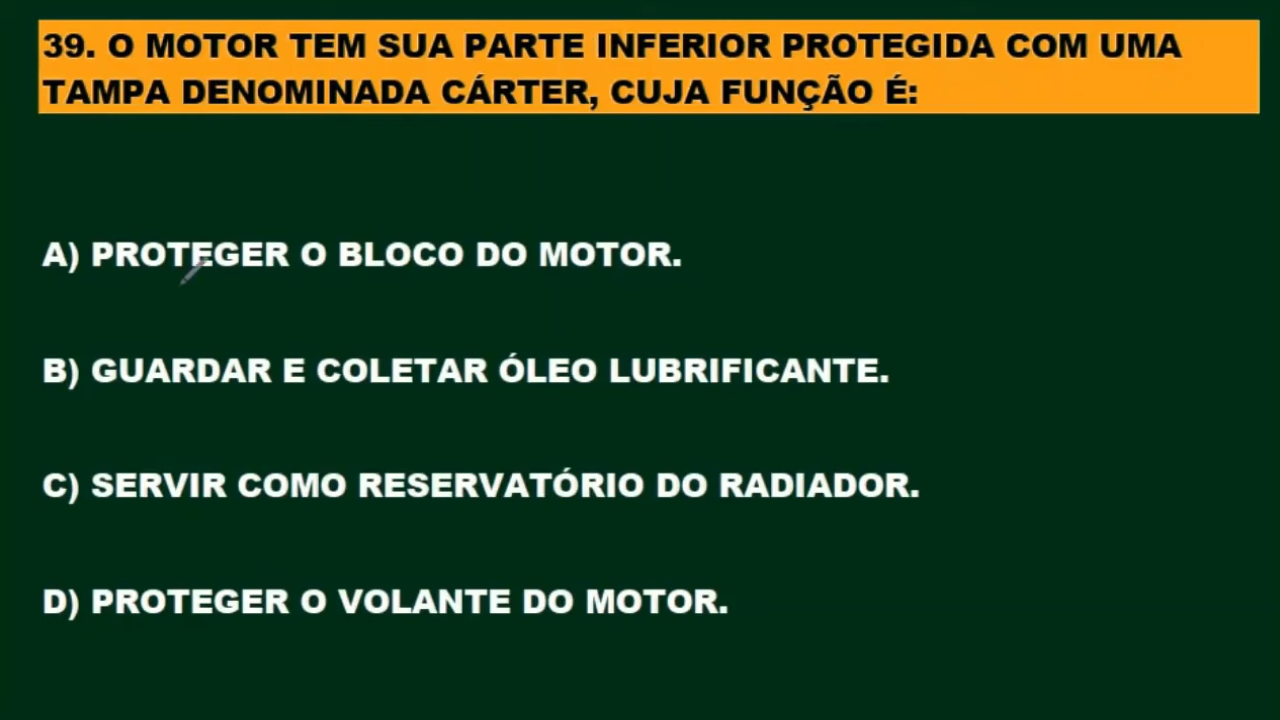 39. O MOTOR TEM SUA PARTE INFERIOR PROTEGIDA COM UMA
TAMPA DENOMINADA CÁRTER, CUJA FUNÇÃO É:
A) PROTEGER O BLOCO DO MOTOR.
B) GUARDAR E COLETAR ÓLEO LUBRIFICANTE.
C) SERVIR COMO RESERVATÓRIO DO RADIADOR.
D) PROTEGER O VOLANTE DO MOTOR.